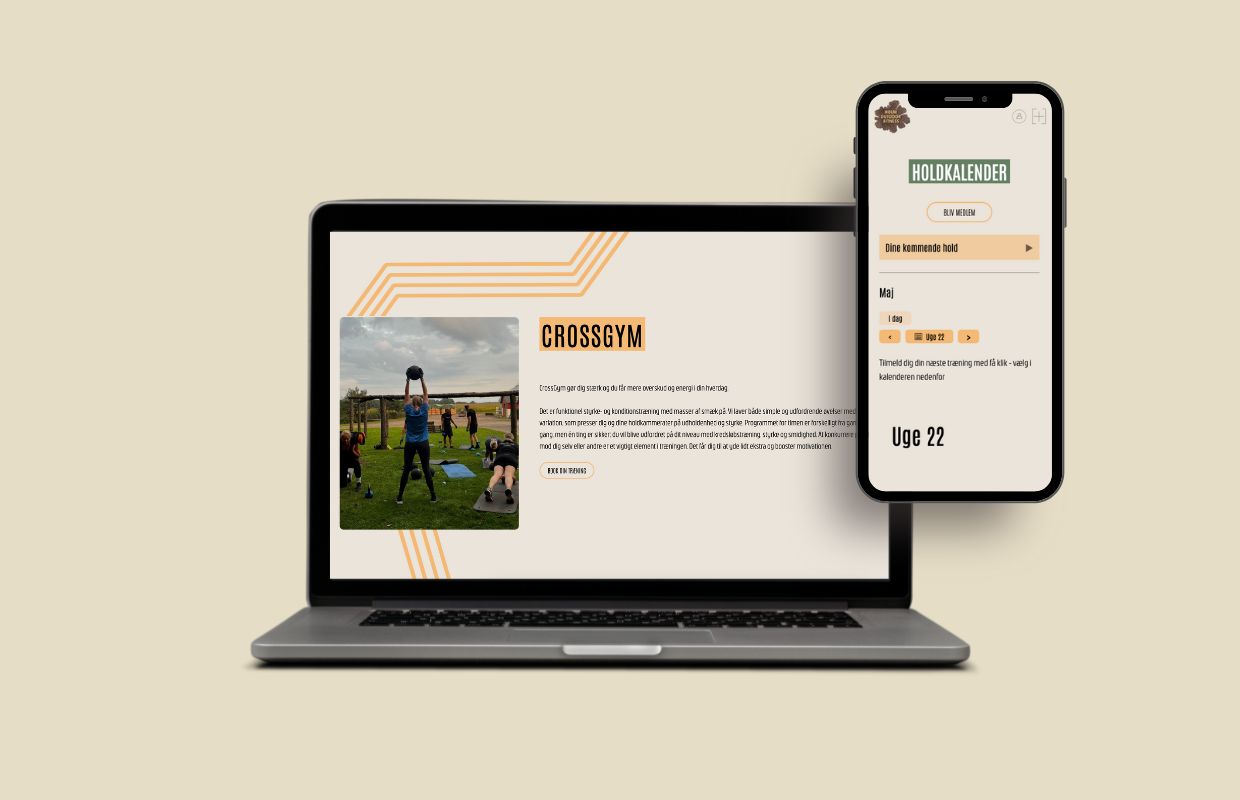 CROSSGYM
CrossGym gør dig stærk og du får mere overskud og energi i din hverdag.
Det er funktionel styrke- og konditionstræning med masser af smæk på. Vi laver både simple og udfordrende øvelser med
variation, som presser dig og dine holdkammerater på udholdenhed og styrke. Programmet for timen er forskelligt fra
gang, men én ting er sikker: du vil blive udfordret på dit niveau med kredsløbstræning, styrke og smidighed. At konkurrere
mod dig selv eller andre er et vigtigt element i træningen. Det får dig til at yde lidt ekstra og booster motivationen.
BOOK DIN TRÆNING
OUTDOOR
FITNESS
HOLDKALENDER
BLIV MEDLEM
Dine kommende hold
Maj
I dag
< Uge 22 >
Tilmeld dig din næste træning med få klik - vælg i
kalenderen nedenfor
Uge 22